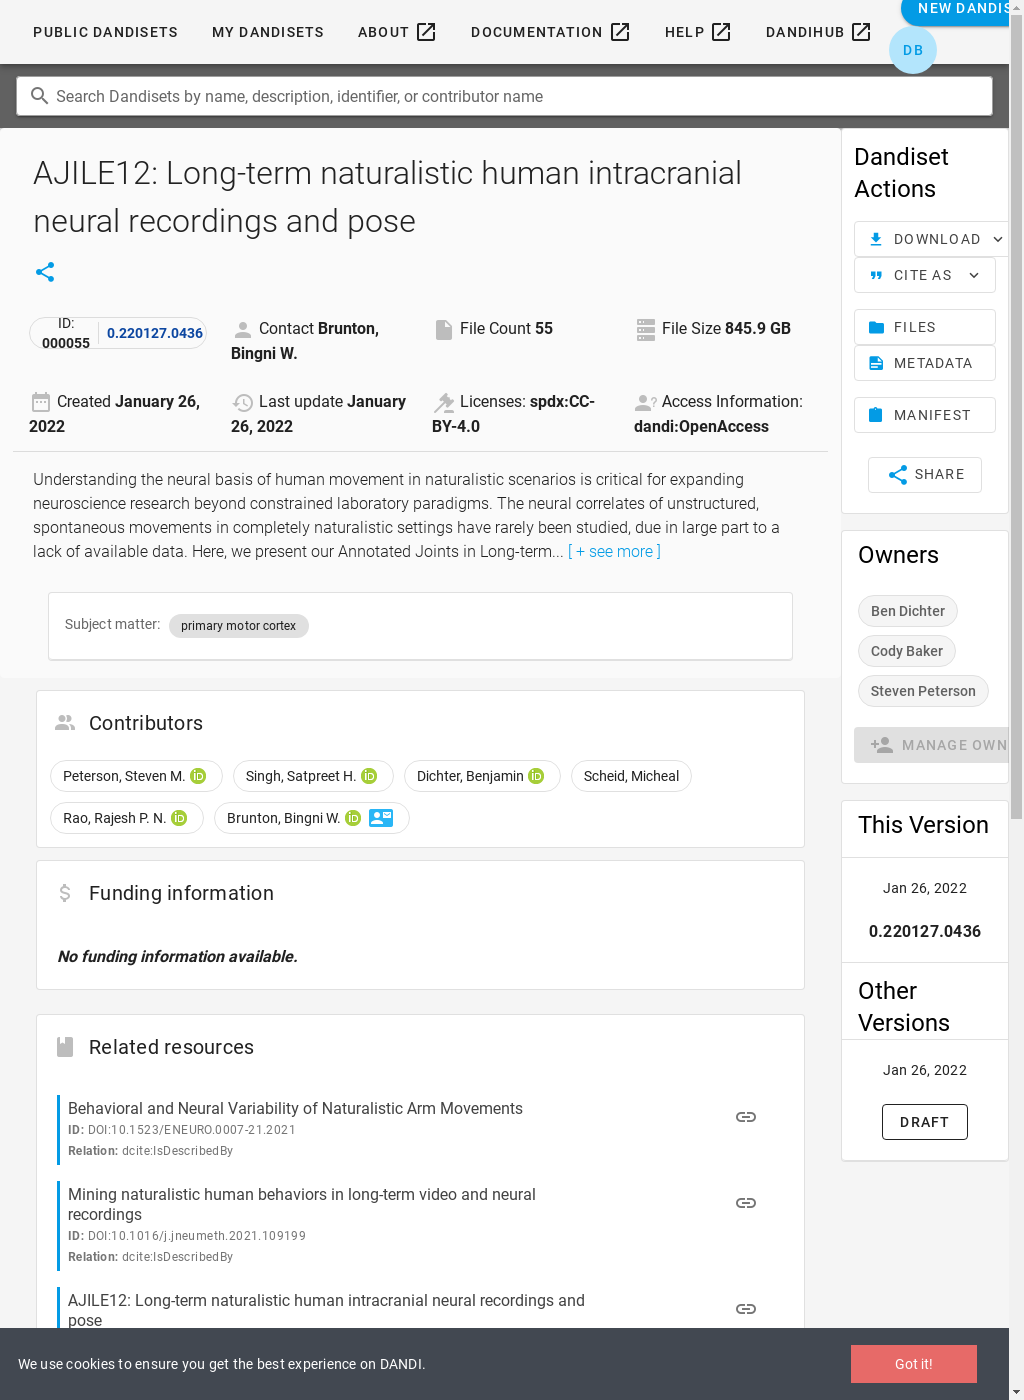 PUBLIC DANDISETS
MY DANDISETS
ABOUT
DOCUMENTATION
HELP
DANDIHUB
NEW DANDIS
DB
Search Dandisets by name, description, identifier, or contributor name
AJILE12: Long-term naturalistic human intracranial
neural recordings and pose
ID:
000055
0.220127.0436
Contact Brunton,
Bingni W.
File Count 55
File Size 845.9 GB
Created January 26,
2022
Last update January
26, 2022
Licenses: spdx:CC-
BY-4.0
Access Information:
dandi:OpenAccess
Understanding the neural basis of human movement in naturalistic scenarios is critical for expanding
neuroscience research beyond constrained laboratory paradigms. The neural correlates of unstructured,
spontaneous movements in completely naturalistic settings have rarely been studied, due in large part to a
lack of available data. Here, we present our Annotated Joints in Long-term... [ + see more ]
Subject matter:
primary motor cortex
Contributors
Peterson, Steven M. iD
Singh, Satpreet H. iD
Dichter, Benjamin iD
Scheid, Micheal
Rao, Rajesh P. N. iD
Brunton, Bingni W. iD
Funding information
No funding information available.
Related resources
Behavioral and Neural Variability of Naturalistic Arm Movements
ID: DOI:10.1523/ENEURO.0007-21.2021
Relation: dcite:IsDescribedBy
Mining naturalistic human behaviors in long-term video and neural
recordings
ID: DOI:10.1016/j.jneumeth.2021.109199
Relation: dcite:IsDescribedBy
AJILE12: Long-term naturalistic human intracranial neural recordings and
pose
Dandiset
Actions
DOWNLOAD
CITE AS
FILES
METADATA
MANIFEST
SHARE
Owners
Ben Dichter
Cody Baker
Steven Peterson
MANAGE OWN
This Version
Jan 26, 2022
0.220127.0436
Other
Versions
Jan 26, 2022
DRAFT
We use cookies to ensure you get the best experience on DANDI.
Got it!